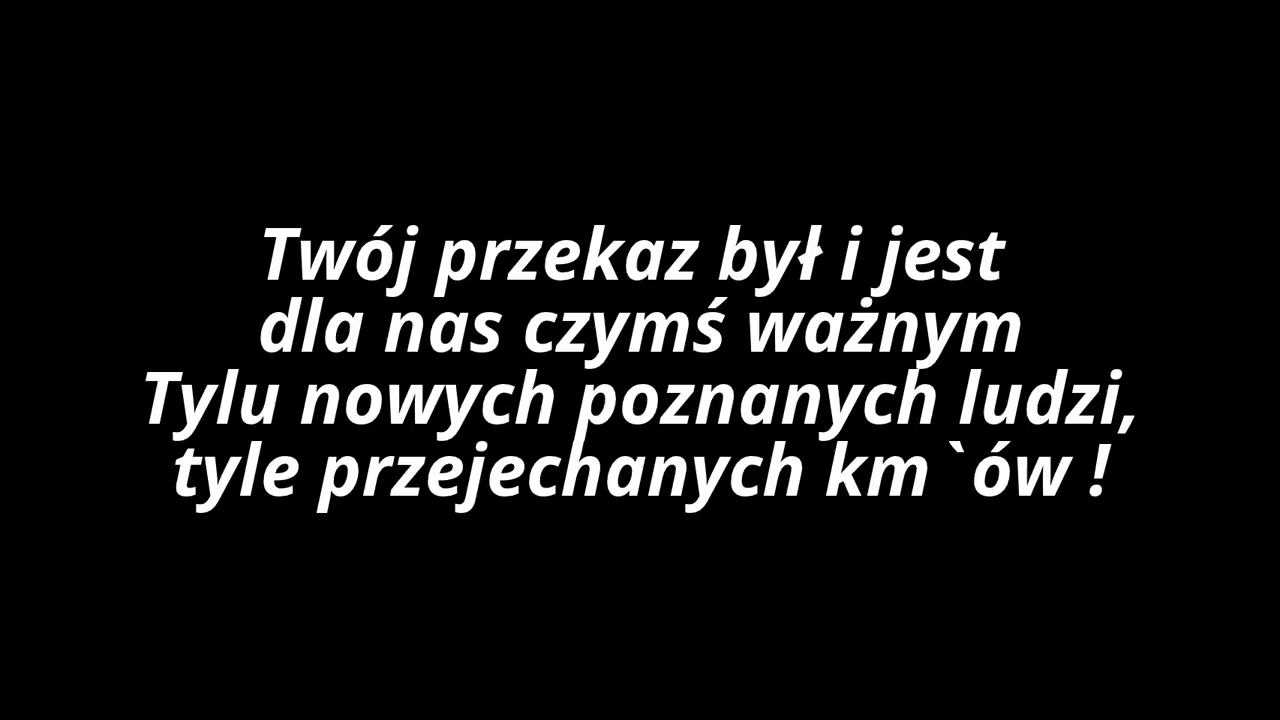 Twój przekaz był i jest
dla nas czymś ważnym
Tylu nowych poznanych ludzi,
tyle przejechanych km `ów !